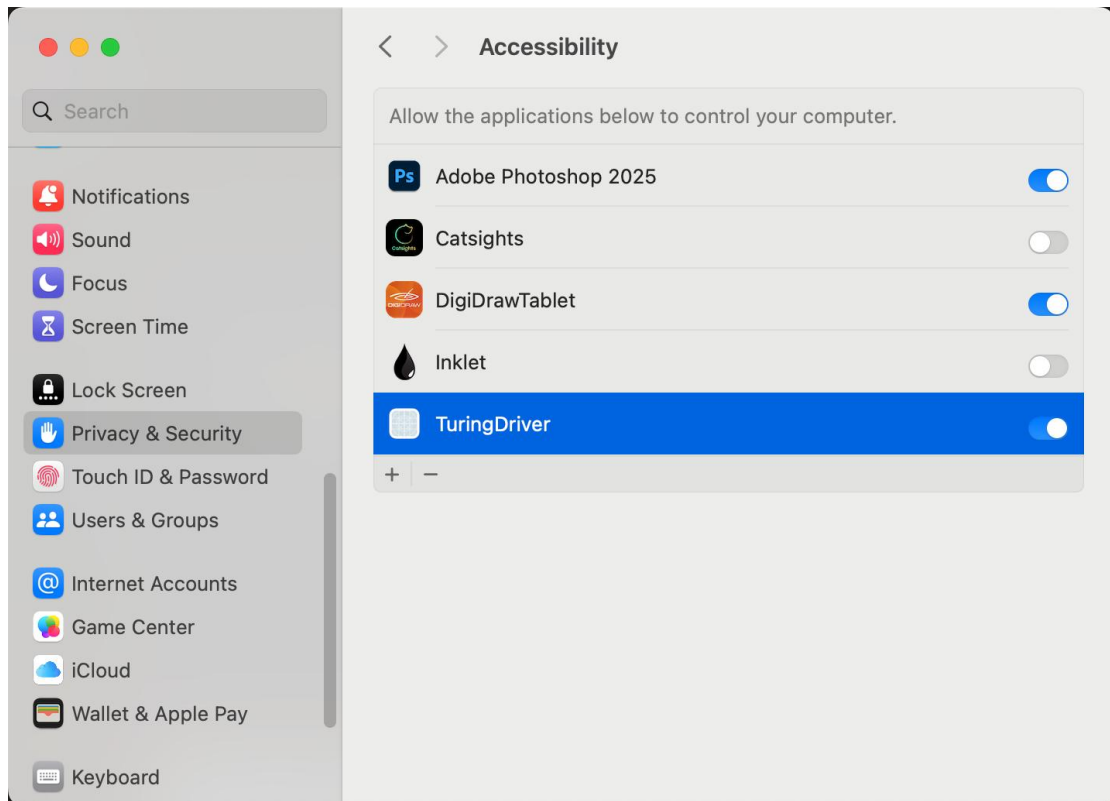 Accessibility
Search
Allow the applications below to control your computer.
Ps
Adobe Photoshop 2025
Catsights
Catsights
DIGIDRAW
DigiDrawTablet
Inklet
TuringDriver
+
−
Notifications
Sound
Focus
Screen Time
Lock Screen
Privacy & Security
Touch ID & Password
Users & Groups
@
Internet Accounts
Game Center
iCloud
Wallet & Apple Pay
Keyboard